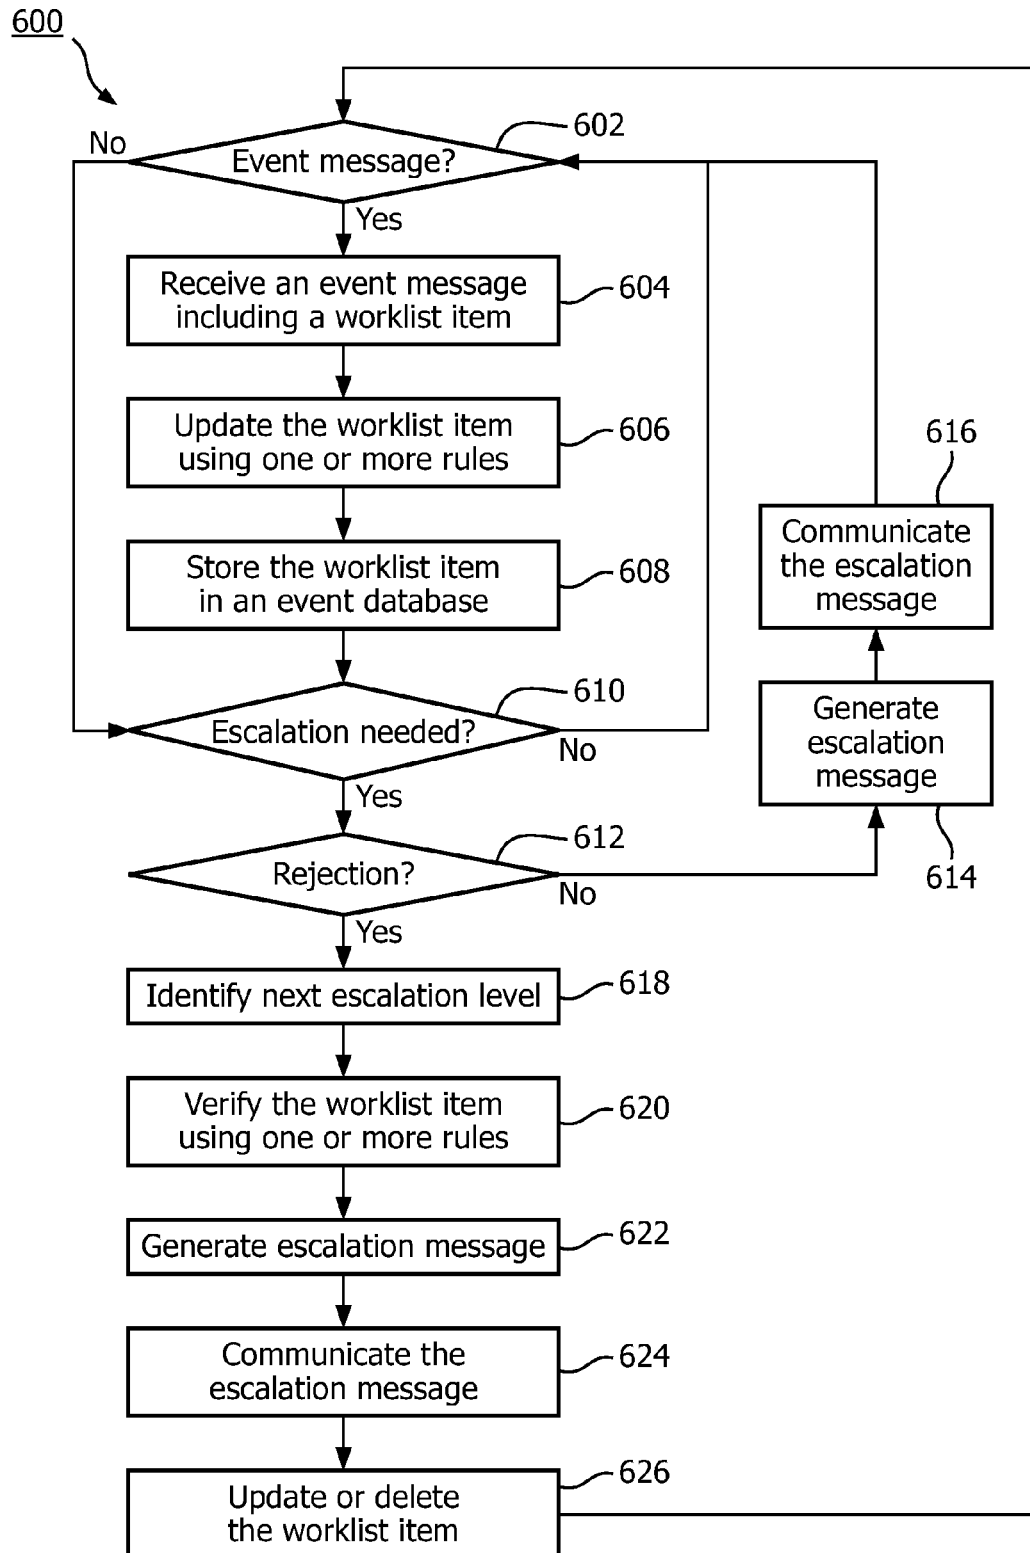 600
602
No
Event message?
Yes
Receive an event message
including a worklist item
604
Update the worklist item
using one or more rules
606
616
Store the worklist item
in an event database
608
Communicate
the escalation
message
610
Escalation needed?
No
Yes
Generate
escalation
message
612
614
Rejection?
No
Yes
Identify next escalation level
618
Verify the worklist item
using one or more rules
620
Generate escalation message
622
Communicate the
escalation message
624
626
Update or delete
the worklist item